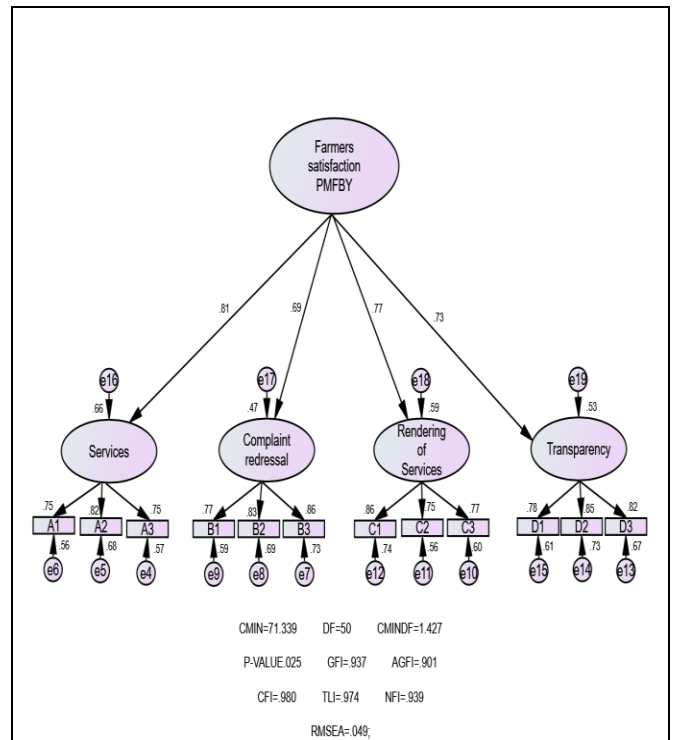 Farmers
satisfaction
PMFBY
.81 .69 .77 .73
e16 e17 e18 e19
.66 .47 .59 .53
Services
Complaint
redressal
Rendering
of
Services
Transparency
.75 .82 .75 .77 .83 .86 .86 .75 .77 .78 .85 .82
A1 A2 A3 B1 B2 B3 C1 C2 C3 D1 D2 D3
.56 .68 .57 .59 .69 .73 .74 .56 .60 .61 .73 .67
e6 e5 e4 e9 e8 e7 e12 e11 e10 e15 e14 e13
CMIN=71.339 DF=50 CMINDF=1.427
P-VALUE.025 GFI=.937 AGFI=.901
CFI=.980 TLI=.974 NFI=.939
RMSEA=.049;